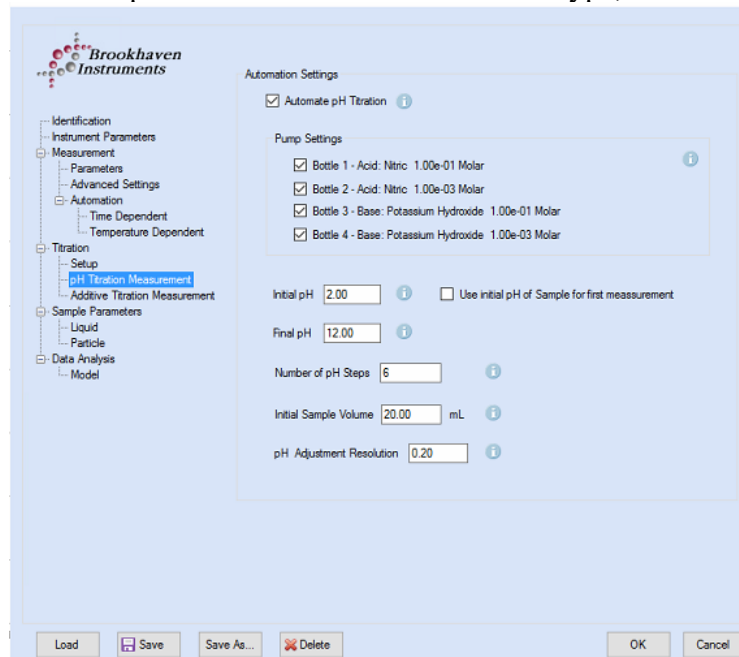 Brookhaven
Instruments
Identification
Instrument Parameters
Measurement
Parameters
Advanced Settings
Automation
Time Dependent
Temperature Dependent
Titration
Setup
pH Titration Measurement
Additive Titration Measurement
Sample Parameters
Liquid
Particle
Data Analysis
Model
Automation Settings
Automate pH Titration
Pump Settings
Bottle 1 - Acid: Nitric 1.00e-01 Molar
Bottle 2 - Acid: Nitric 1.00e-03 Molar
Bottle 3 - Base: Potassium Hydroxide 1.00e-01 Molar
Bottle 4 - Base: Potassium Hydroxide 1.00e-03 Molar
Initial pH 2.00 Use initial pH of Sample for first meassurement
Final pH 12.00
Number of pH Steps 6
Initial Sample Volume 20.00 mL
pH Adjustment Resolution 0.20
Load Save Save As... Delete OK Cancel